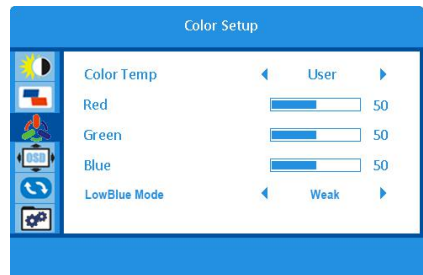 Color Setup
Color Temp User
Red 50
Green 50
Blue 50
OSD
LowBlue Mode Weak